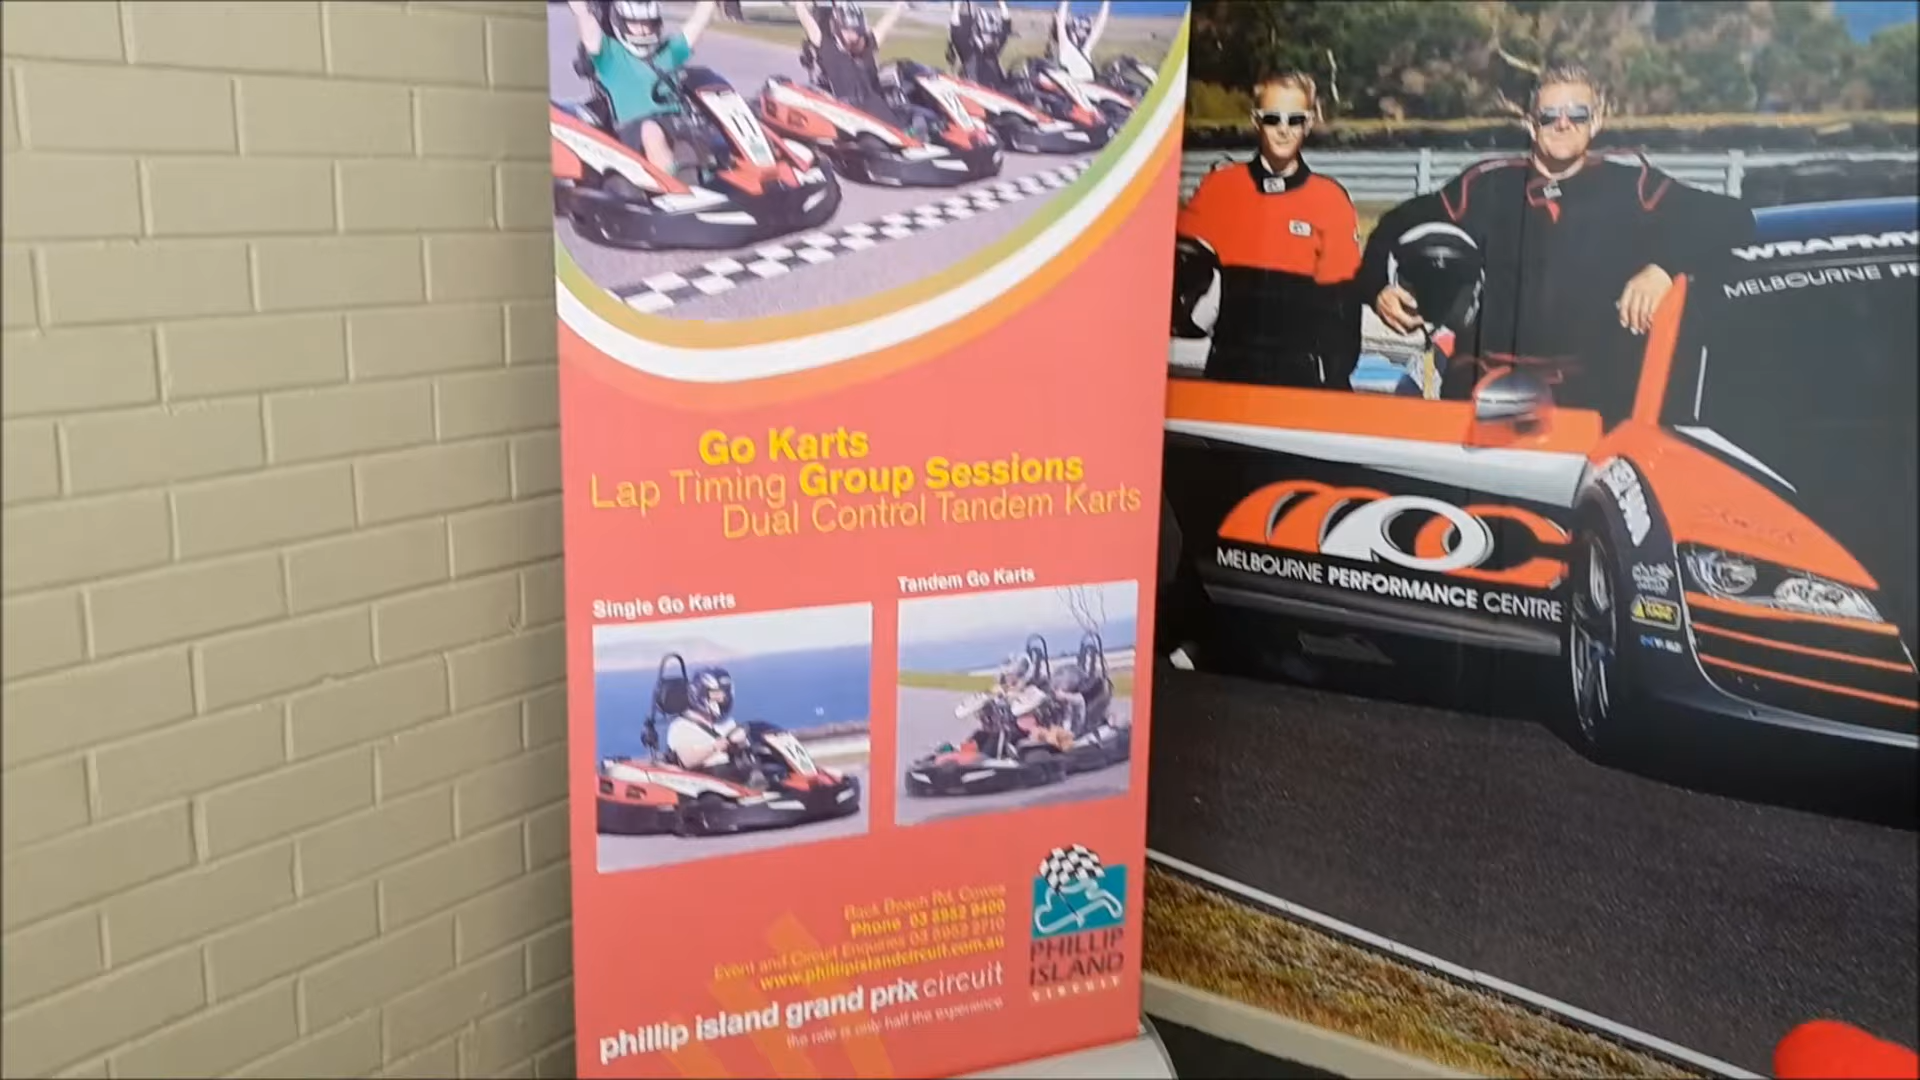 Go Karts
Lap Timing Group Sessions
Dual Control Tandem Karts
Single Go Karts
Tandem Go Karts
Back Beach Rd, Cowes
Phone 03 5952 9400
Event and Circuit Enquiries 03 5952 2710
www.phillipislandcircuit.com.au
phillip island grand prix circuit
the ride is only half the experience
PHILLIP
ISLAND
CIRCUIT
WRAPMY
MELBOURNE PE
MELBOURNE PERFORMANCE CENTRE